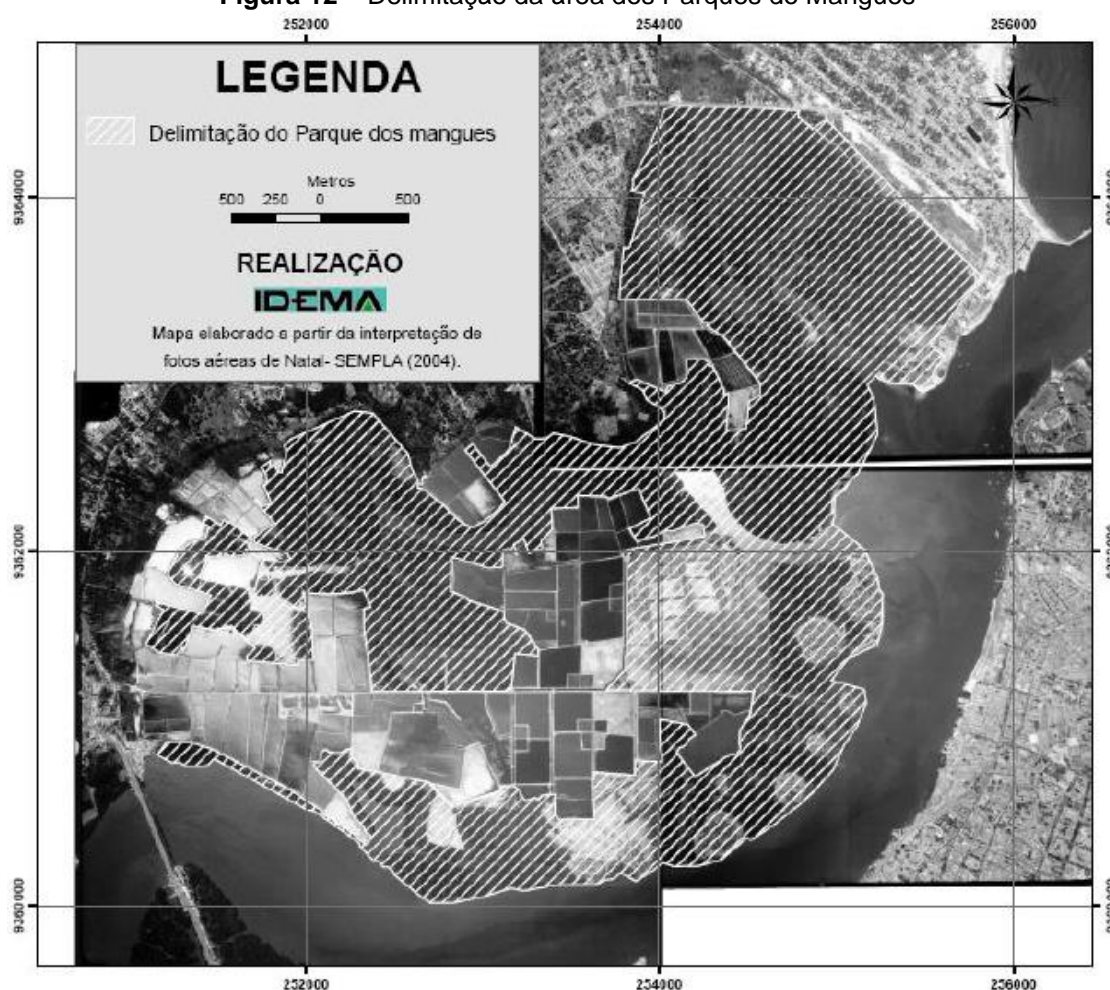 Figura 12 – Delimitação da área dos Parques de Mangues
252000 254000 256000
LEGENDA
Delimitação do Parque dos mangues
Metros
500 250 0 500
REALIZAÇÃO
IDEMA
Mapa elaborado a partir da interpretação de
fotos aéreas de Natal- SEMPLA (2004).
9364000
9362000
9360000
252000 254000 256000